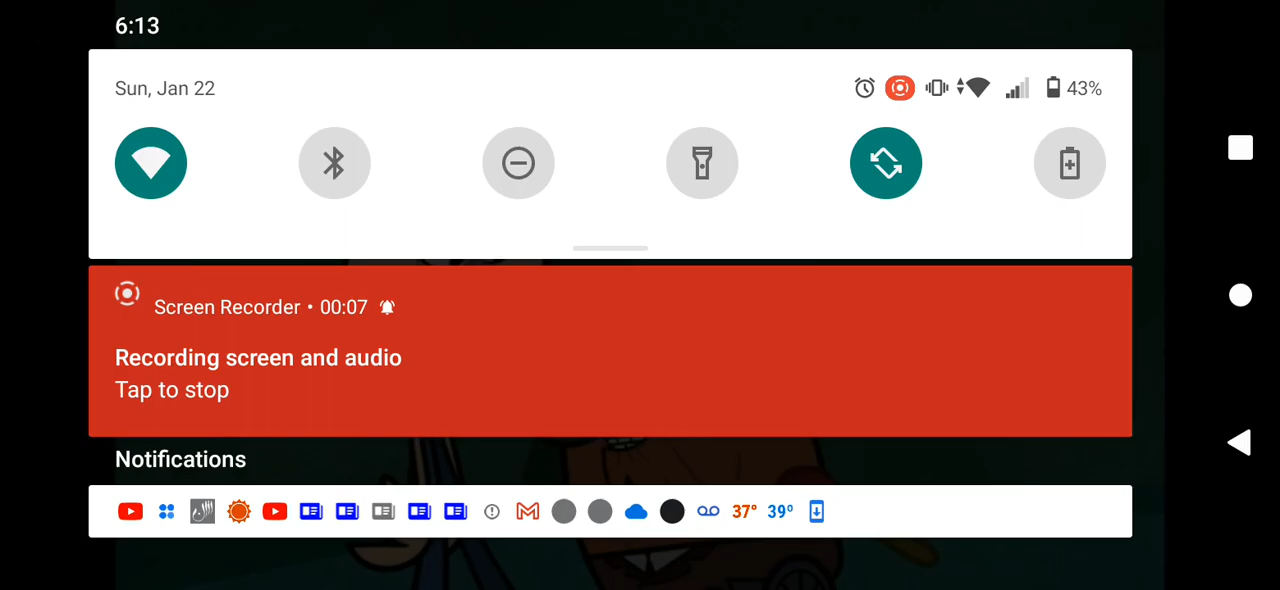 6:13
Sun, Jan 22
43%
Screen Recorder • 00:07
Recording screen and audio
Tap to stop
Notifications
37° 39°